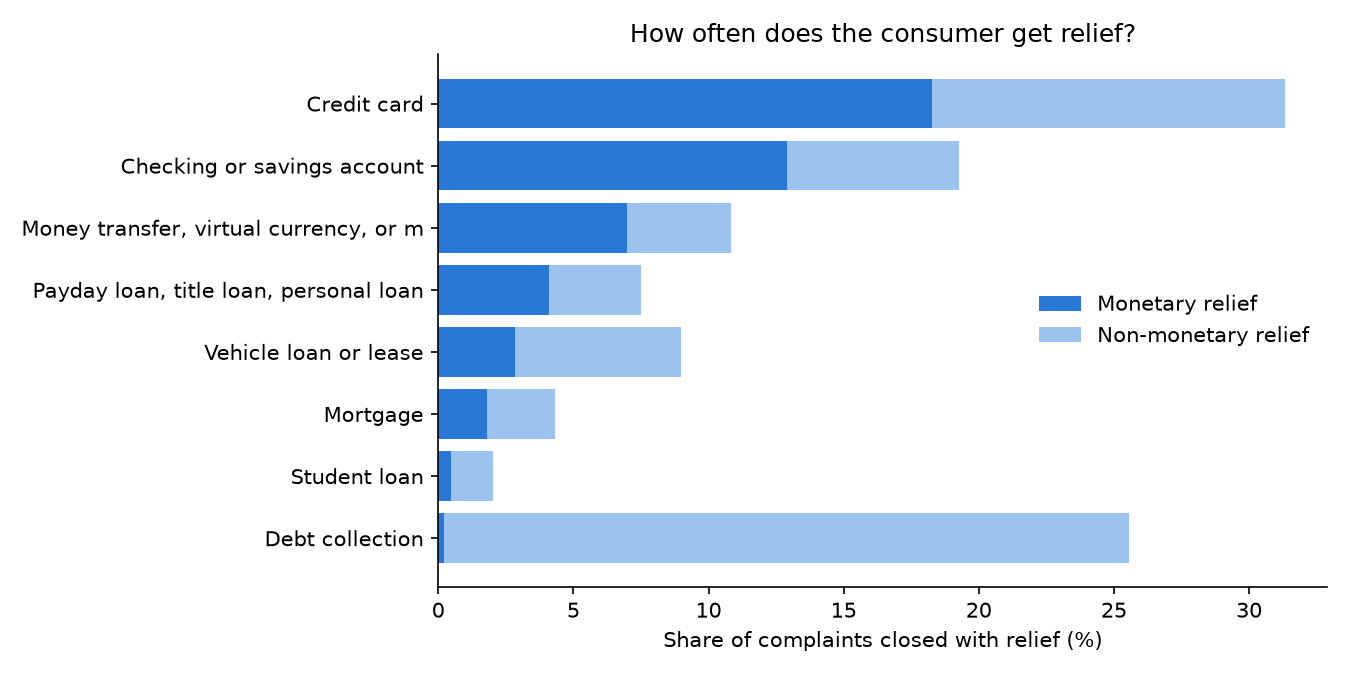 How often does the consumer get relief?
Credit card
Checking or savings account
Money transfer, virtual currency, or m
Payday loan, title loan, personal loan
Vehicle loan or lease
Mortgage
Student loan
Debt collection
Monetary relief
Non-monetary relief
0 5 10 15 20 25 30
Share of complaints closed with relief (%)